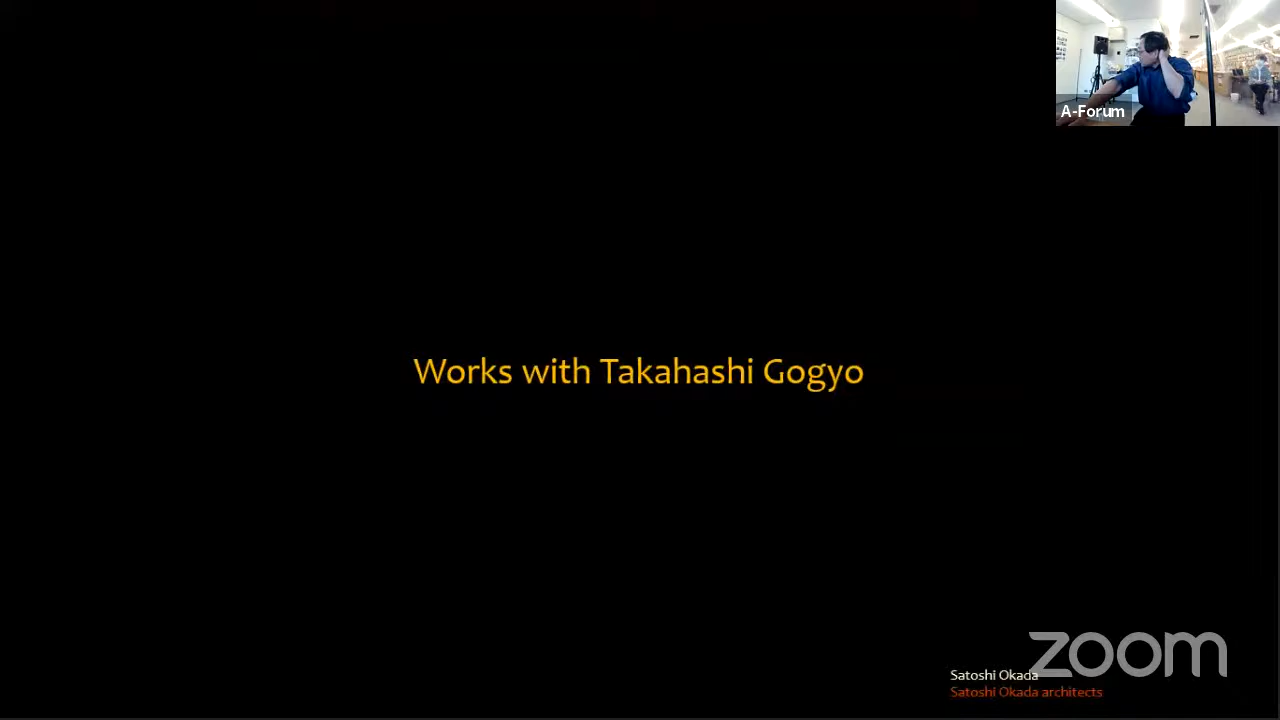 A-Forum
Works with Takahashi Gogyo
zoom
Satoshi Okada
Satoshi Okada architects